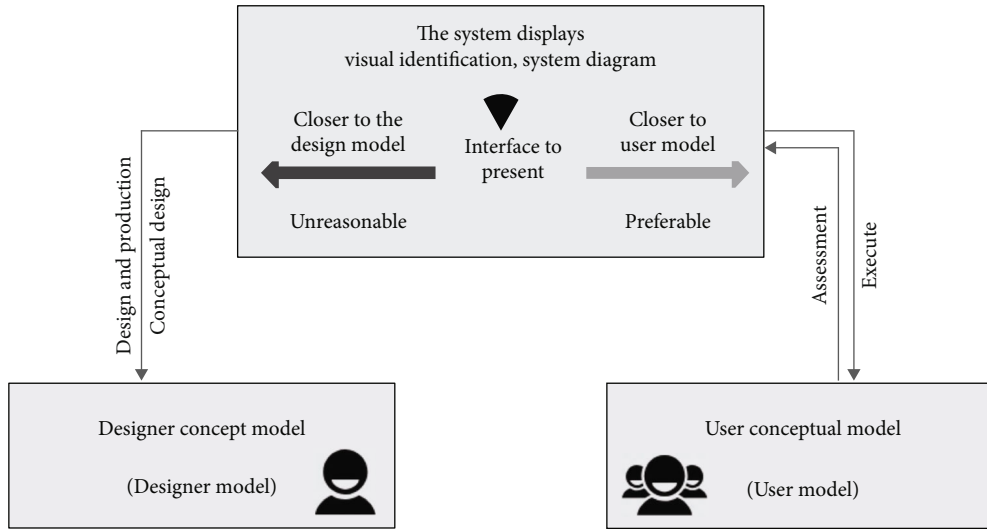 The system displays
visual identification, system diagram
Closer to the
design model
Interface to
present
Closer to
user model
Unreasonable
Preferable
Design and production
Conceptual design
Assessment
Execute
Designer concept model
(Designer model)
User conceptual model
(User model)